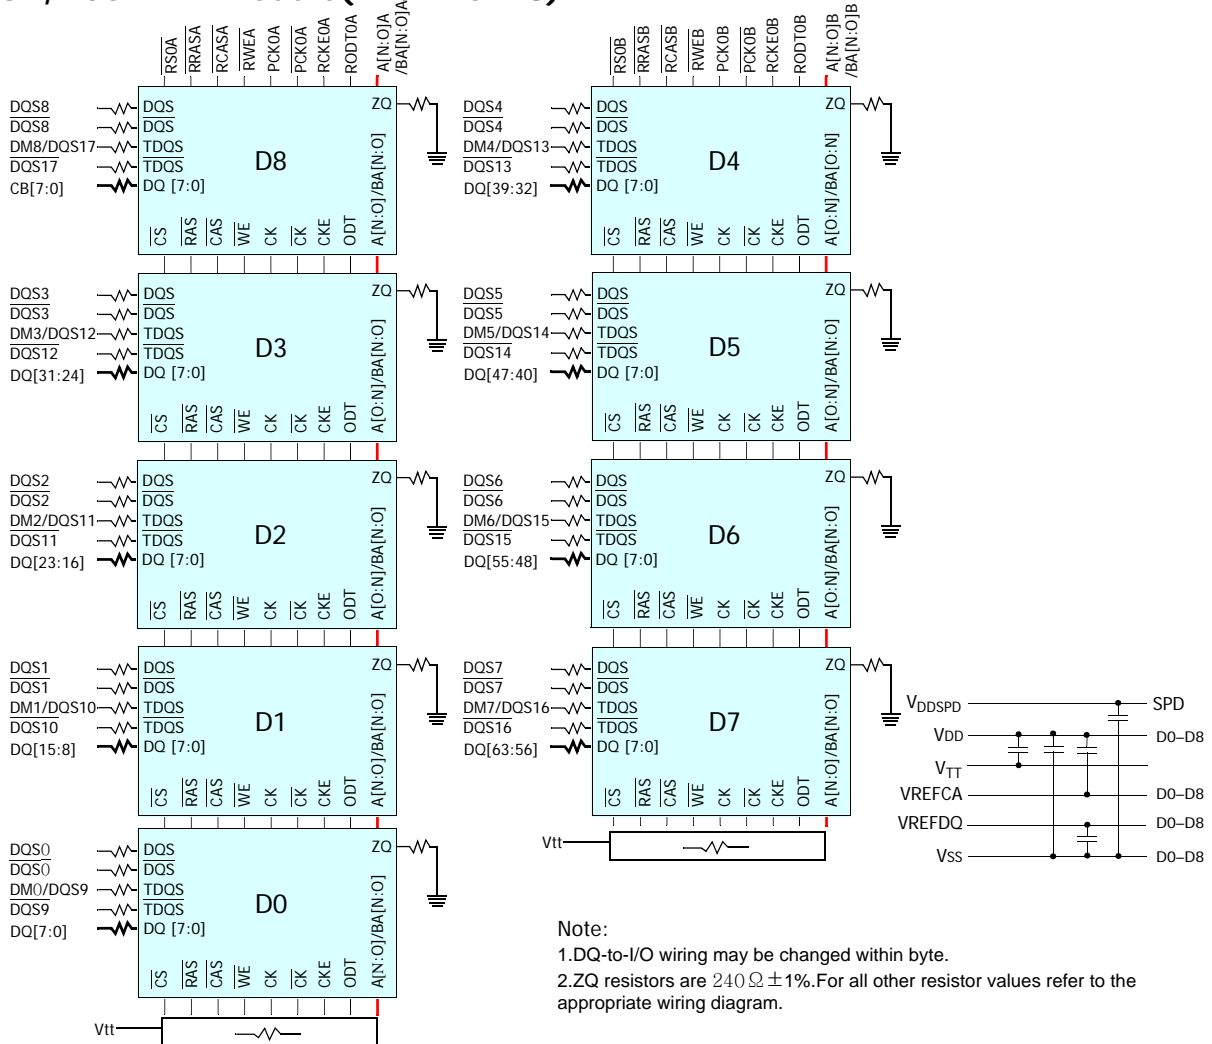 RS0A RRASA RCASA RWEA PCK0A PCK0A RCKE0A RODT0A A[N:O]A /BA[N:O]A
RS0B RRASB RCASB RWEB PCK0B PCK0B RCKE0B RODT0B A[N:O]B /BA[N:O]B
DQS8 DQS ZQ
DQS8 DQS
DM8/DQS17 TDQS
DQS17 TDQS
CB[7:0] DQ [7:0]
D8
CS RAS CAS WE CK CK CKE ODT A[N:O]/BA[N:O]
DQS4 DQS ZQ
DQS4 DQS
DM4/DQS13 TDQS
DQS13 TDQS
DQ[39:32] DQ [7:0]
D4
CS RAS CAS WE CK CK CKE ODT A[O:N]/BA[O:N]
DQS3 DQS ZQ
DQS3 DQS
DM3/DQS12 TDQS
DQS12 TDQS
DQ[31:24] DQ [7:0]
D3
CS RAS CAS WE CK CK CKE ODT A[O:N]/BA[N:O]
DQS5 DQS ZQ
DQS5 DQS
DM5/DQS14 TDQS
DQS14 TDQS
DQ[47:40] DQ [7:0]
D5
CS RAS CAS WE CK CK CKE ODT A[O:N]/BA[N:O]
DQS2 DQS ZQ
DQS2 DQS
DM2/DQS11 TDQS
DQS11 TDQS
DQ[23:16] DQ [7:0]
D2
CS RAS CAS WE CK CK CKE ODT A[O:N]/BA[N:O]
DQS6 DQS ZQ
DQS6 DQS
DM6/DQS15 TDQS
DQS15 TDQS
DQ[55:48] DQ [7:0]
D6
CS RAS CAS WE CK CK CKE ODT A[O:N]/BA[N:O]
DQS1 DQS ZQ
DQS1 DQS
DM1/DQS10 TDQS
DQS10 TDQS
DQ[15:8] DQ [7:0]
D1
CS RAS CAS WE CK CK CKE ODT A[N:O]/BA[N:O]
DQS7 DQS ZQ
DQS7 DQS
DM7/DQS16 TDQS
DQS16 TDQS
DQ[63:56] DQ [7:0]
D7
CS RAS CAS WE CK CK CKE ODT A[N:O]/BA[N:O]
Vtt
DQS0 DQS ZQ
DQS0 DQS
DM0/DQS9 TDQS
DQS9 TDQS
DQ[7:0] DQ [7:0]
D0
CS RAS CAS WE CK CK CKE ODT A[N:O]/BA[N:O]
Vtt
VDDSPD SPD
VDD D0–D8
VTT
VREFCA D0–D8
VREFDQ D0–D8
VSS D0–D8
Note:
1.DQ-to-I/O wiring may be changed within byte.
2.ZQ resistors are 240Ω±1%.For all other resistor values refer to the
appropriate wiring diagram.